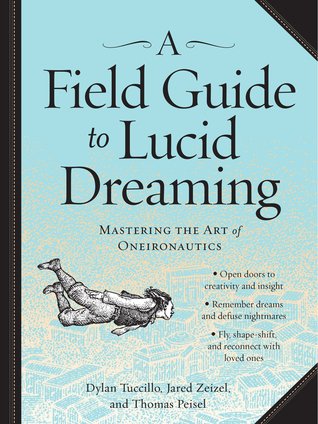 A
Field Guide
to Lucid
Dreaming
Mastering the Art of
Oneironautics
• Open doors to
creativity and insight
• Remember dreams
and defuse nightmares
• Fly, shape-shift,
and reconnect with
loved ones
Dylan Tuccillo, Jared Zeizel,
and Thomas Peisel